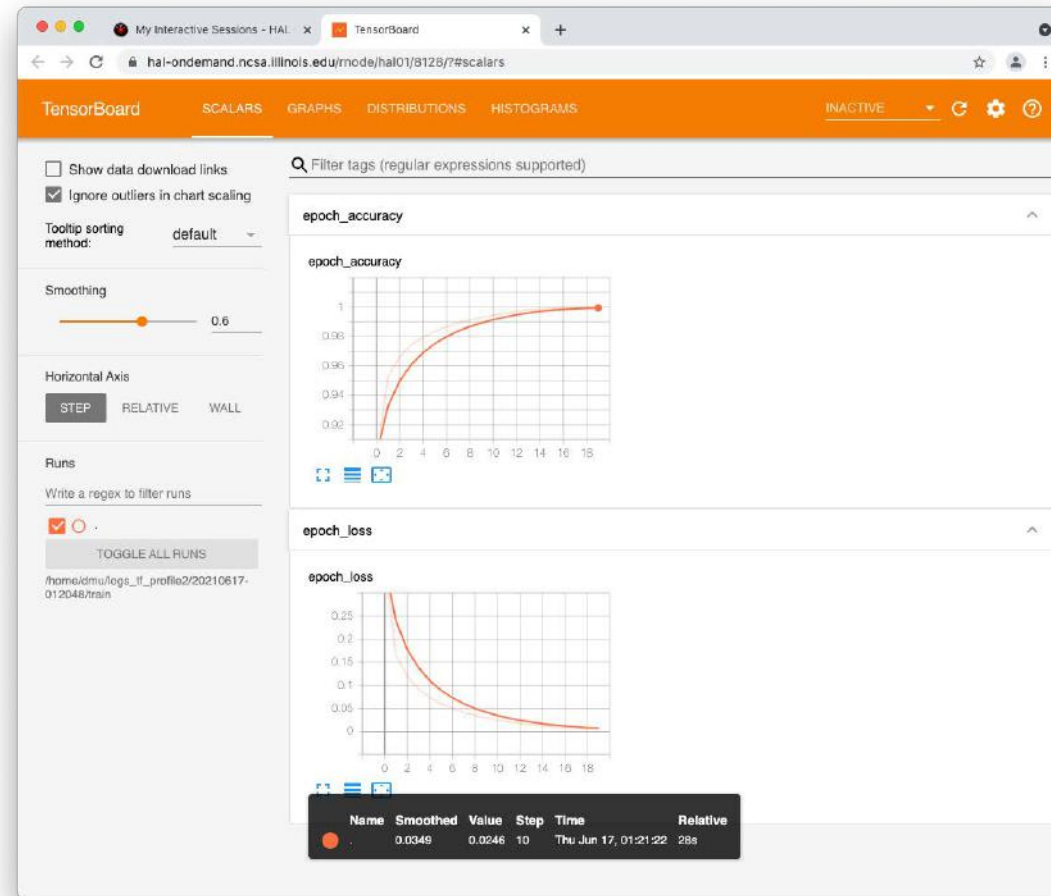 My Interactive Sessions - HAL
TensorBoard
hal-ondemand.ncsa.illinois.edu/rnode/hal01/8128/?#scalars
TensorBoard SCALARS GRAPHS DISTRIBUTIONS HISTOGRAMS INACTIVE
Show data download links
Ignore outliers in chart scaling
Tooltip sorting
method: default
Smoothing
0.6
Horizontal Axis
STEP RELATIVE WALL
Runs
Write a regex to filter runs
.
TOGGLE ALL RUNS
/home/dmu/logs_tf_profile2/20210617-
012048/train
Filter tags (regular expressions supported)
epoch_accuracy
epoch_accuracy
1
0.98
0.96
0.94
0.92
0 2 4 6 8 10 12 14 16 18
epoch_loss
epoch_loss
0.25
0.2
0.15
0.1
0.05
0
0 2 4 6 8 10 12 14 16 18
Name Smoothed Value Step Time Relative
. 0.0349 0.0246 10 Thu Jun 17, 01:21:22 28s